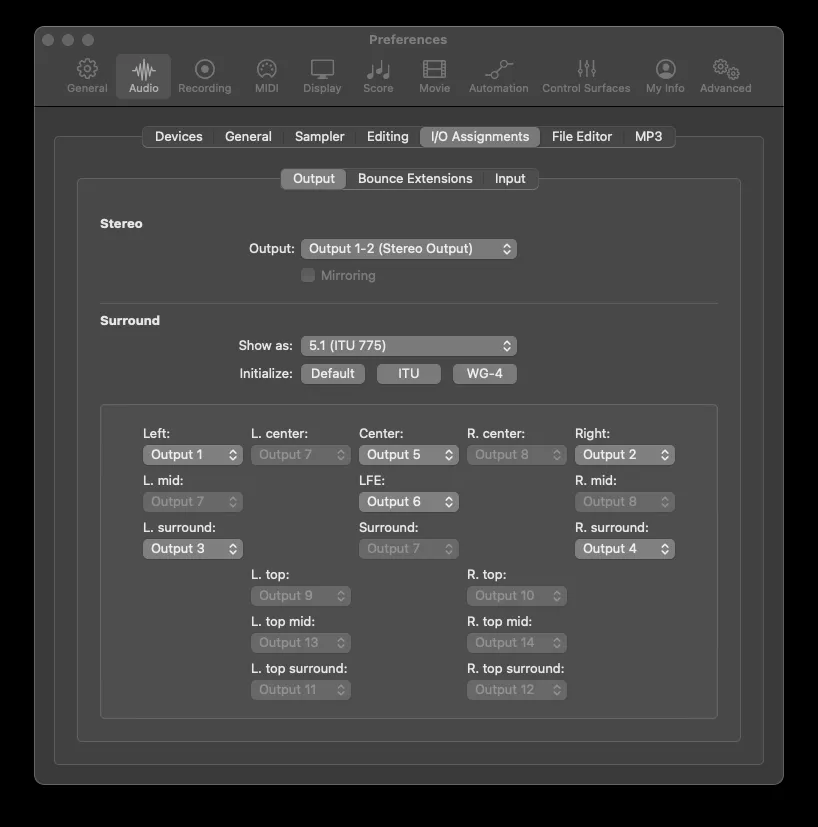 Preferences
General Audio Recording MIDI Display Score Movie Automation Control Surfaces My Info Advanced
Devices General Sampler Editing I/O Assignments File Editor MP3
Output Bounce Extensions Input
Stereo
Output: Output 1-2 (Stereo Output)
Mirroring
Surround
Show as: 5.1 (ITU 775)
Initialize: Default ITU WG-4
Left: L. center: Center: R. center: Right:
Output 1 Output 7 Output 5 Output 8 Output 2
L. mid: LFE: R. mid:
Output 7 Output 6 Output 8
L. surround: Surround: R. surround:
Output 3 Output 7 Output 4
L. top: R. top:
Output 9 Output 10
L. top mid: R. top mid:
Output 13 Output 14
L. top surround: R. top surround:
Output 11 Output 12